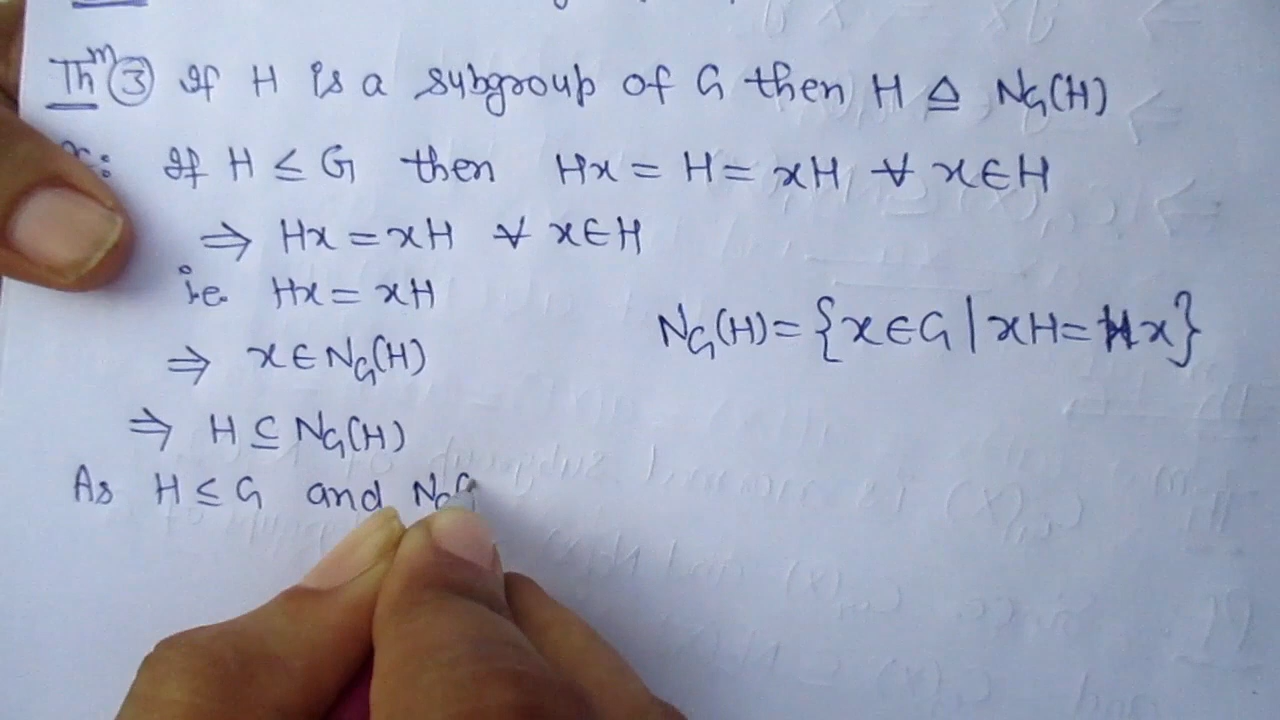 Thᵐ ③ If H is a subgroup of G then H ⊴ N_G(H)
If H ≤ G then Hx = H = xH ∀ x∈H
⇒ Hx = xH ∀ x∈H
i.e. Hx = xH
N_G(H) = {x∈G | xH = Hx}
⇒ x∈N_G(H)
⇒ H ⊆ N_G(H)
As H ≤ G and N_G